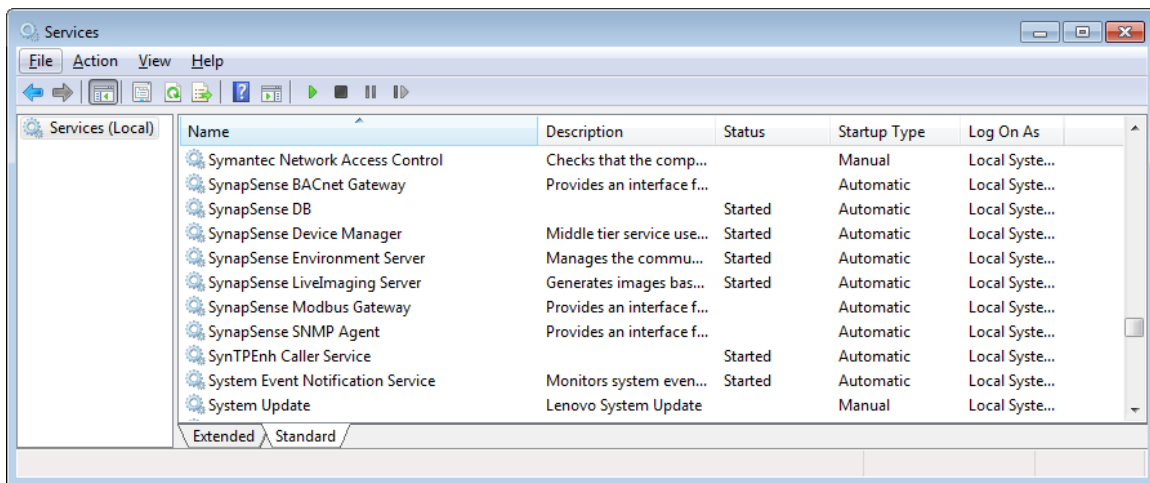 Services
File Action View Help
Services (Local)
Name Description Status Startup Type Log On As
Symantec Network Access Control Checks that the comp... Manual Local Syste...
SynapSense BACnet Gateway Provides an interface f... Automatic Local Syste...
SynapSense DB Started Automatic Local Syste...
SynapSense Device Manager Middle tier service use... Started Automatic Local Syste...
SynapSense Environment Server Manages the commu... Started Automatic Local Syste...
SynapSense LiveImaging Server Generates images bas... Started Automatic Local Syste...
SynapSense Modbus Gateway Provides an interface f... Automatic Local Syste...
SynapSense SNMP Agent Provides an interface f... Automatic Local Syste...
SynTPEnh Caller Service Started Automatic Local Syste...
System Event Notification Service Monitors system even... Started Automatic Local Syste...
System Update Lenovo System Update Manual Local Syste...
Extended Standard